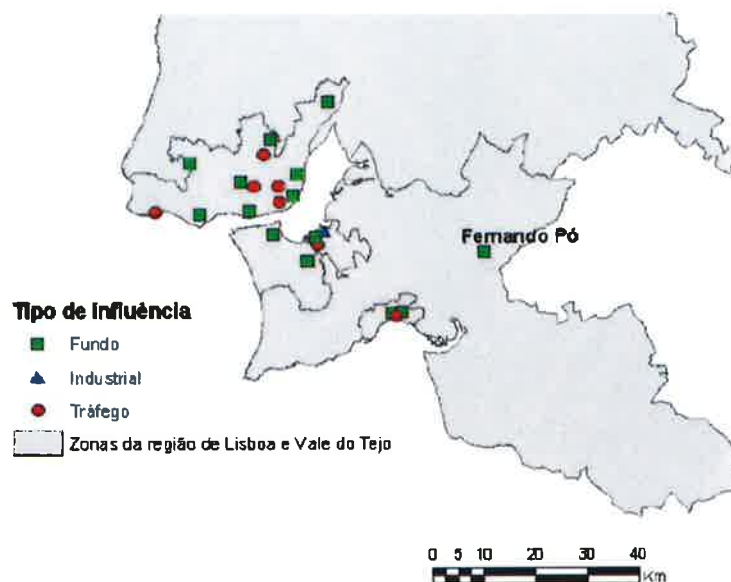 Fernando Pó
Tipo de influência
Fundo
Industrial
Tráfego
Zonas da região de Lisboa e Vale do Tejo
0 5 10 20 30 40
Km